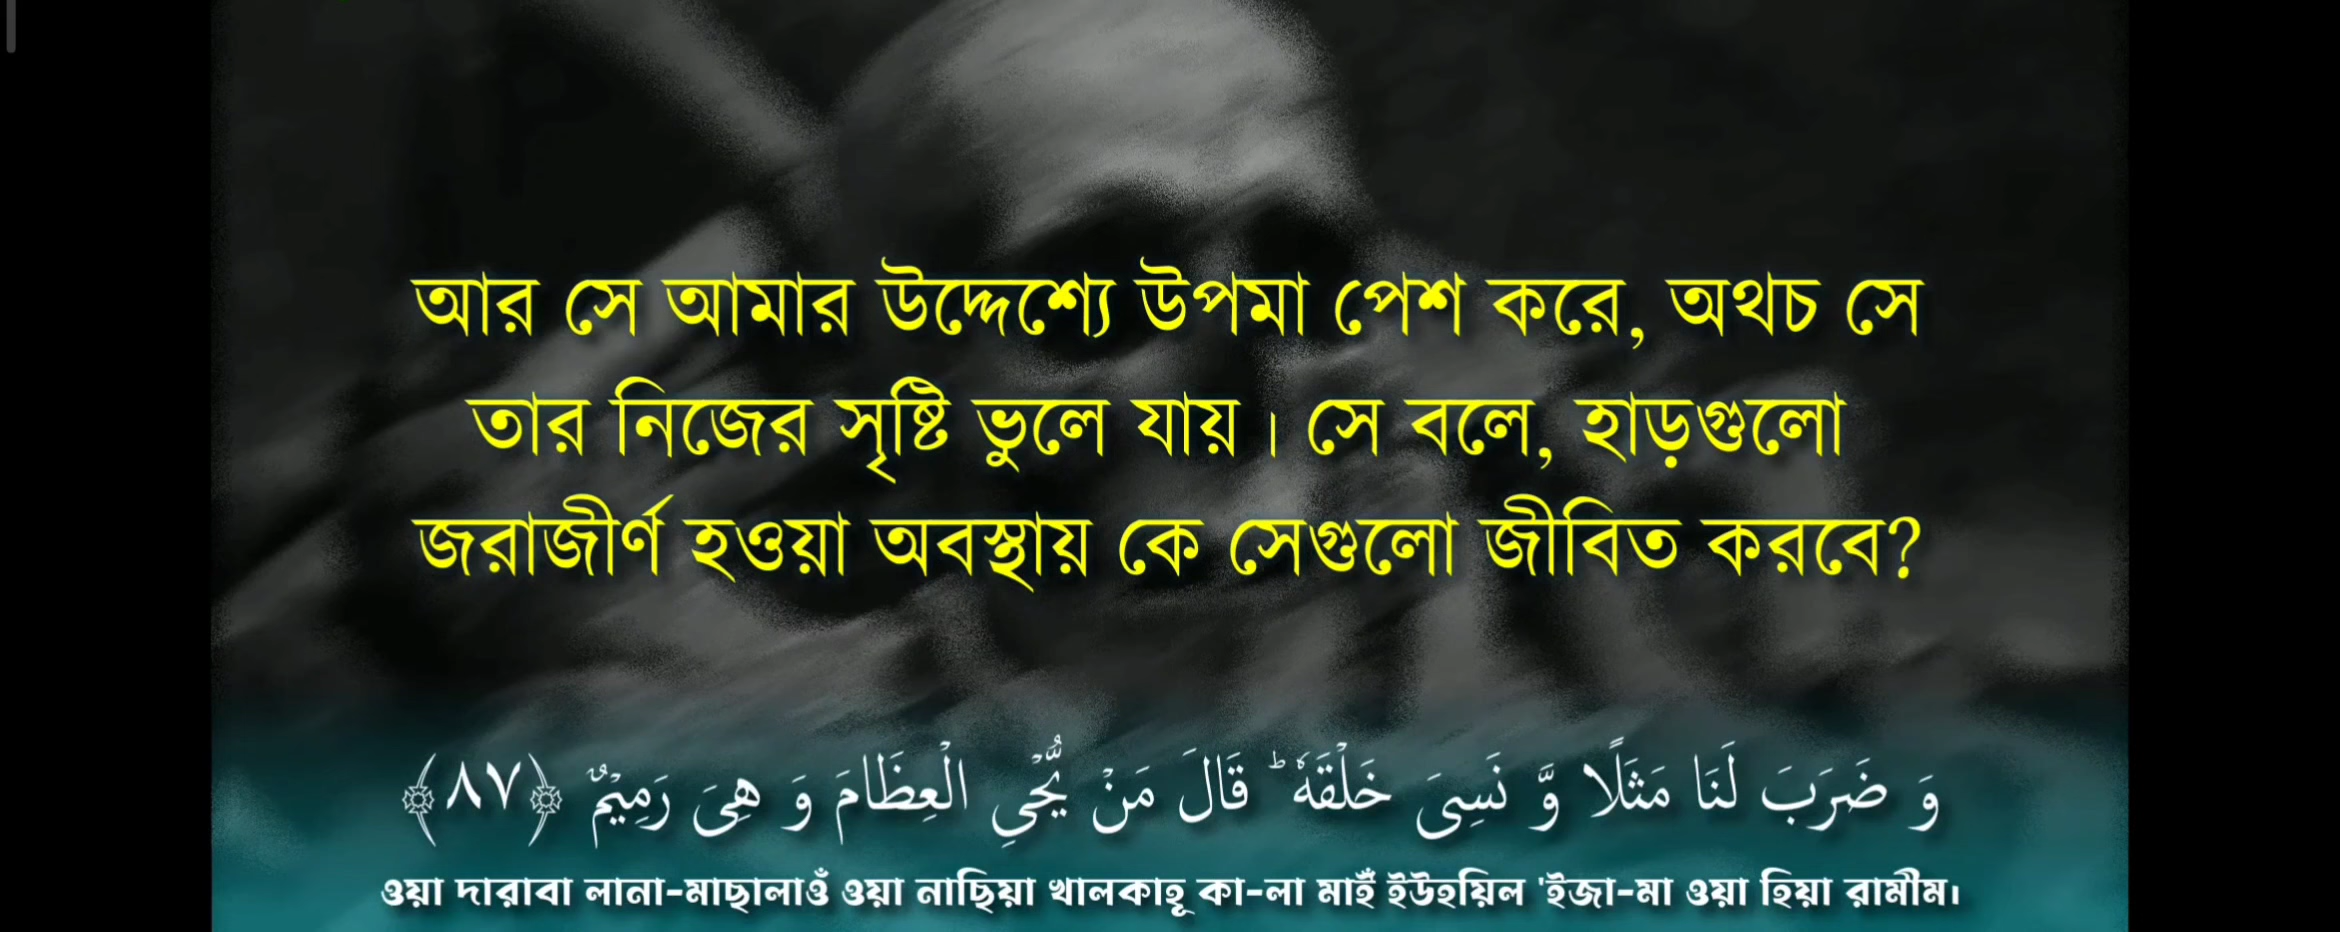 আর সে আমার উদ্দেশ্যে উপমা পেশ করে, অথচ সে
তার নিজের সৃষ্টি ভুলে যায়। সে বলে, হাড়গুলো
জরাজীর্ণ হওয়া অবস্থায় কে সেগুলো জীবিত করবে?
وَ ضَرَبَ لَنَا مَثَلًا وَّ نَسِیَ خَلْقَهٗ ؕ قَالَ مَنْ یُّحْیِ الْعِظَامَ وَ هِیَ رَمِیْمٌ ﴿۸۷﴾
ওয়া দারাবা লানা-মাছালাওঁ ওয়া নাছিয়া খালকাহূ কা-লা মাইঁ ইউহয়িল 'ইজা-মা ওয়া হিয়া রামীম।